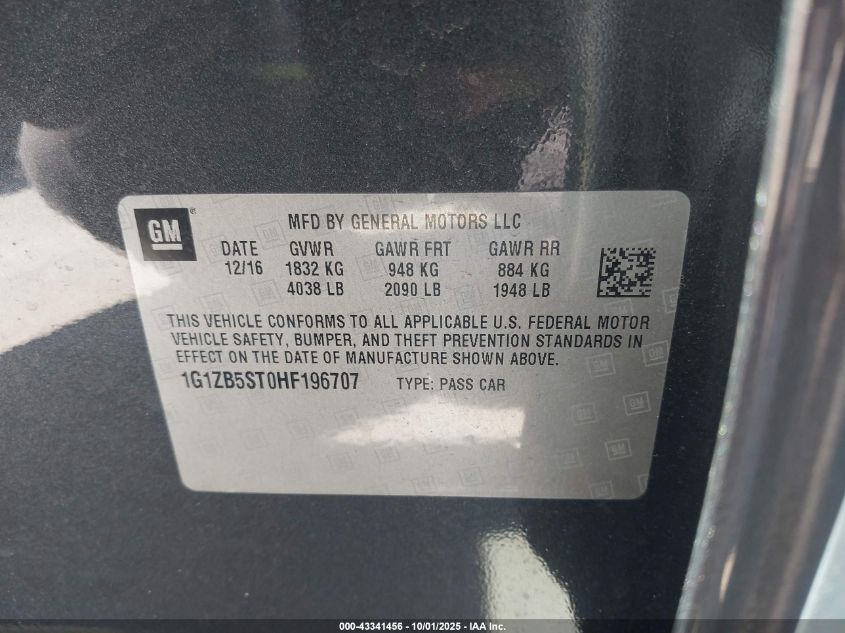 GM
MFD BY GENERAL MOTORS LLC
DATE GVWR GAWR FRT GAWR RR
12/16 1832 KG 948 KG 884 KG
4038 LB 2090 LB 1948 LB
THIS VEHICLE CONFORMS TO ALL APPLICABLE U.S. FEDERAL MOTOR
VEHICLE SAFETY, BUMPER, AND THEFT PREVENTION STANDARDS IN
EFFECT ON THE DATE OF MANUFACTURE SHOWN ABOVE.
1G1ZB5ST0HF196707 TYPE: PASS CAR
000-43341456 - 10/01/2025 - IAA Inc.